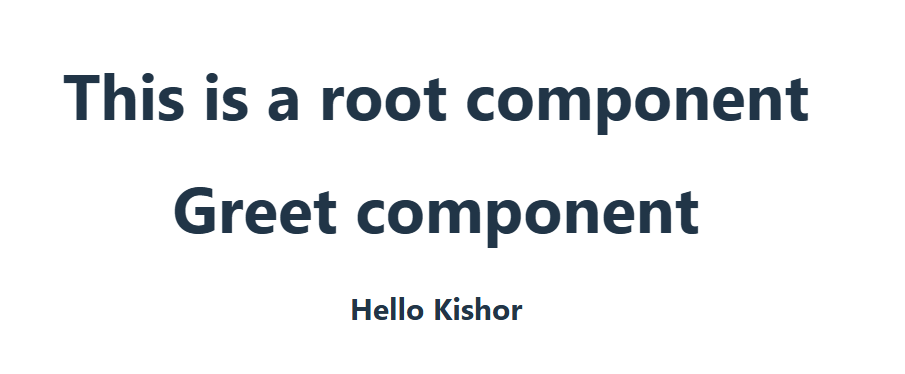 This is a root component
Greet component
Hello Kishor